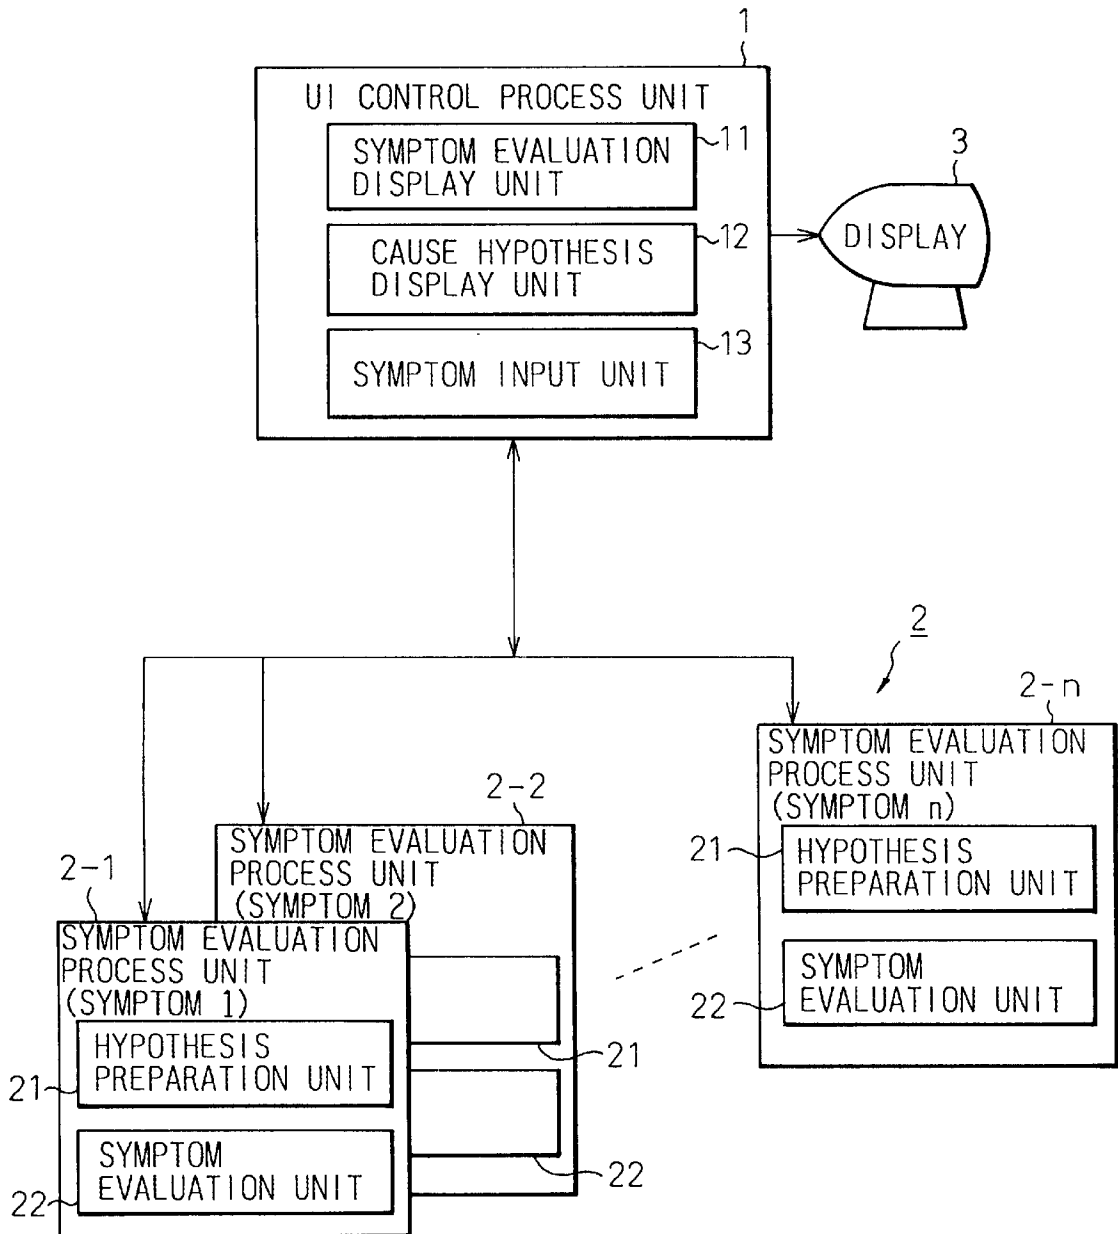 1
UI CONTROL PROCESS UNIT
11
SYMPTOM EVALUATION
DISPLAY UNIT
3
DISPLAY
12
CAUSE HYPOTHESIS
DISPLAY UNIT
13
SYMPTOM INPUT UNIT
2
2-n
SYMPTOM EVALUATION
PROCESS UNIT
(SYMPTOM n)
21
HYPOTHESIS
PREPARATION UNIT
22
SYMPTOM
EVALUATION UNIT
2-2
SYMPTOM EVALUATION
PROCESS UNIT
(SYMPTOM 2)
21
22
2-1
SYMPTOM EVALUATION
PROCESS UNIT
(SYMPTOM 1)
21
HYPOTHESIS
PREPARATION UNIT
22
SYMPTOM
EVALUATION UNIT